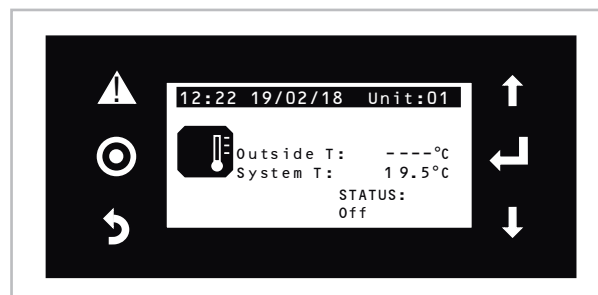 12:22 19/02/18 Unit:01
Outside T: ----°C
System T: 19.5°C
STATUS:
Off